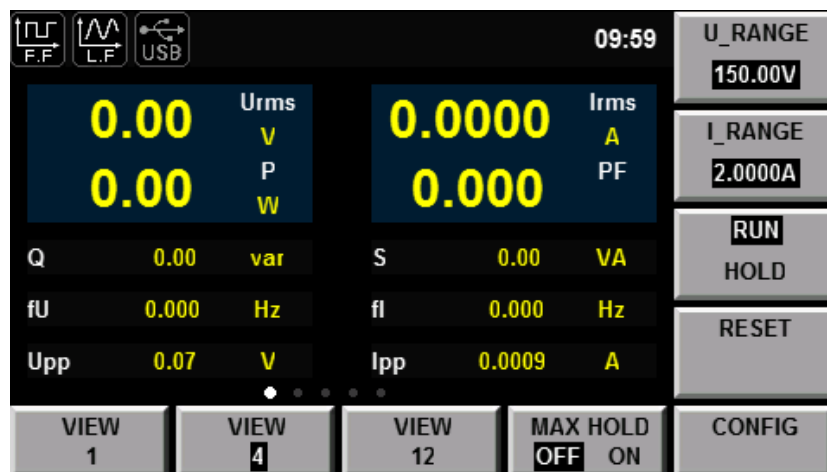 F.F L.F USB 09:59
U_RANGE
150.00V
0.00 Urms V
0.0000 Irms A
0.00 P W
0.000 PF
I_RANGE
2.0000A
RUN
HOLD
Q 0.00 var S 0.00 VA
fU 0.000 Hz fI 0.000 Hz
RESET
Upp 0.07 V Ipp 0.0009 A
VIEW
1
VIEW
4
VIEW
12
MAX HOLD
OFF ON
CONFIG